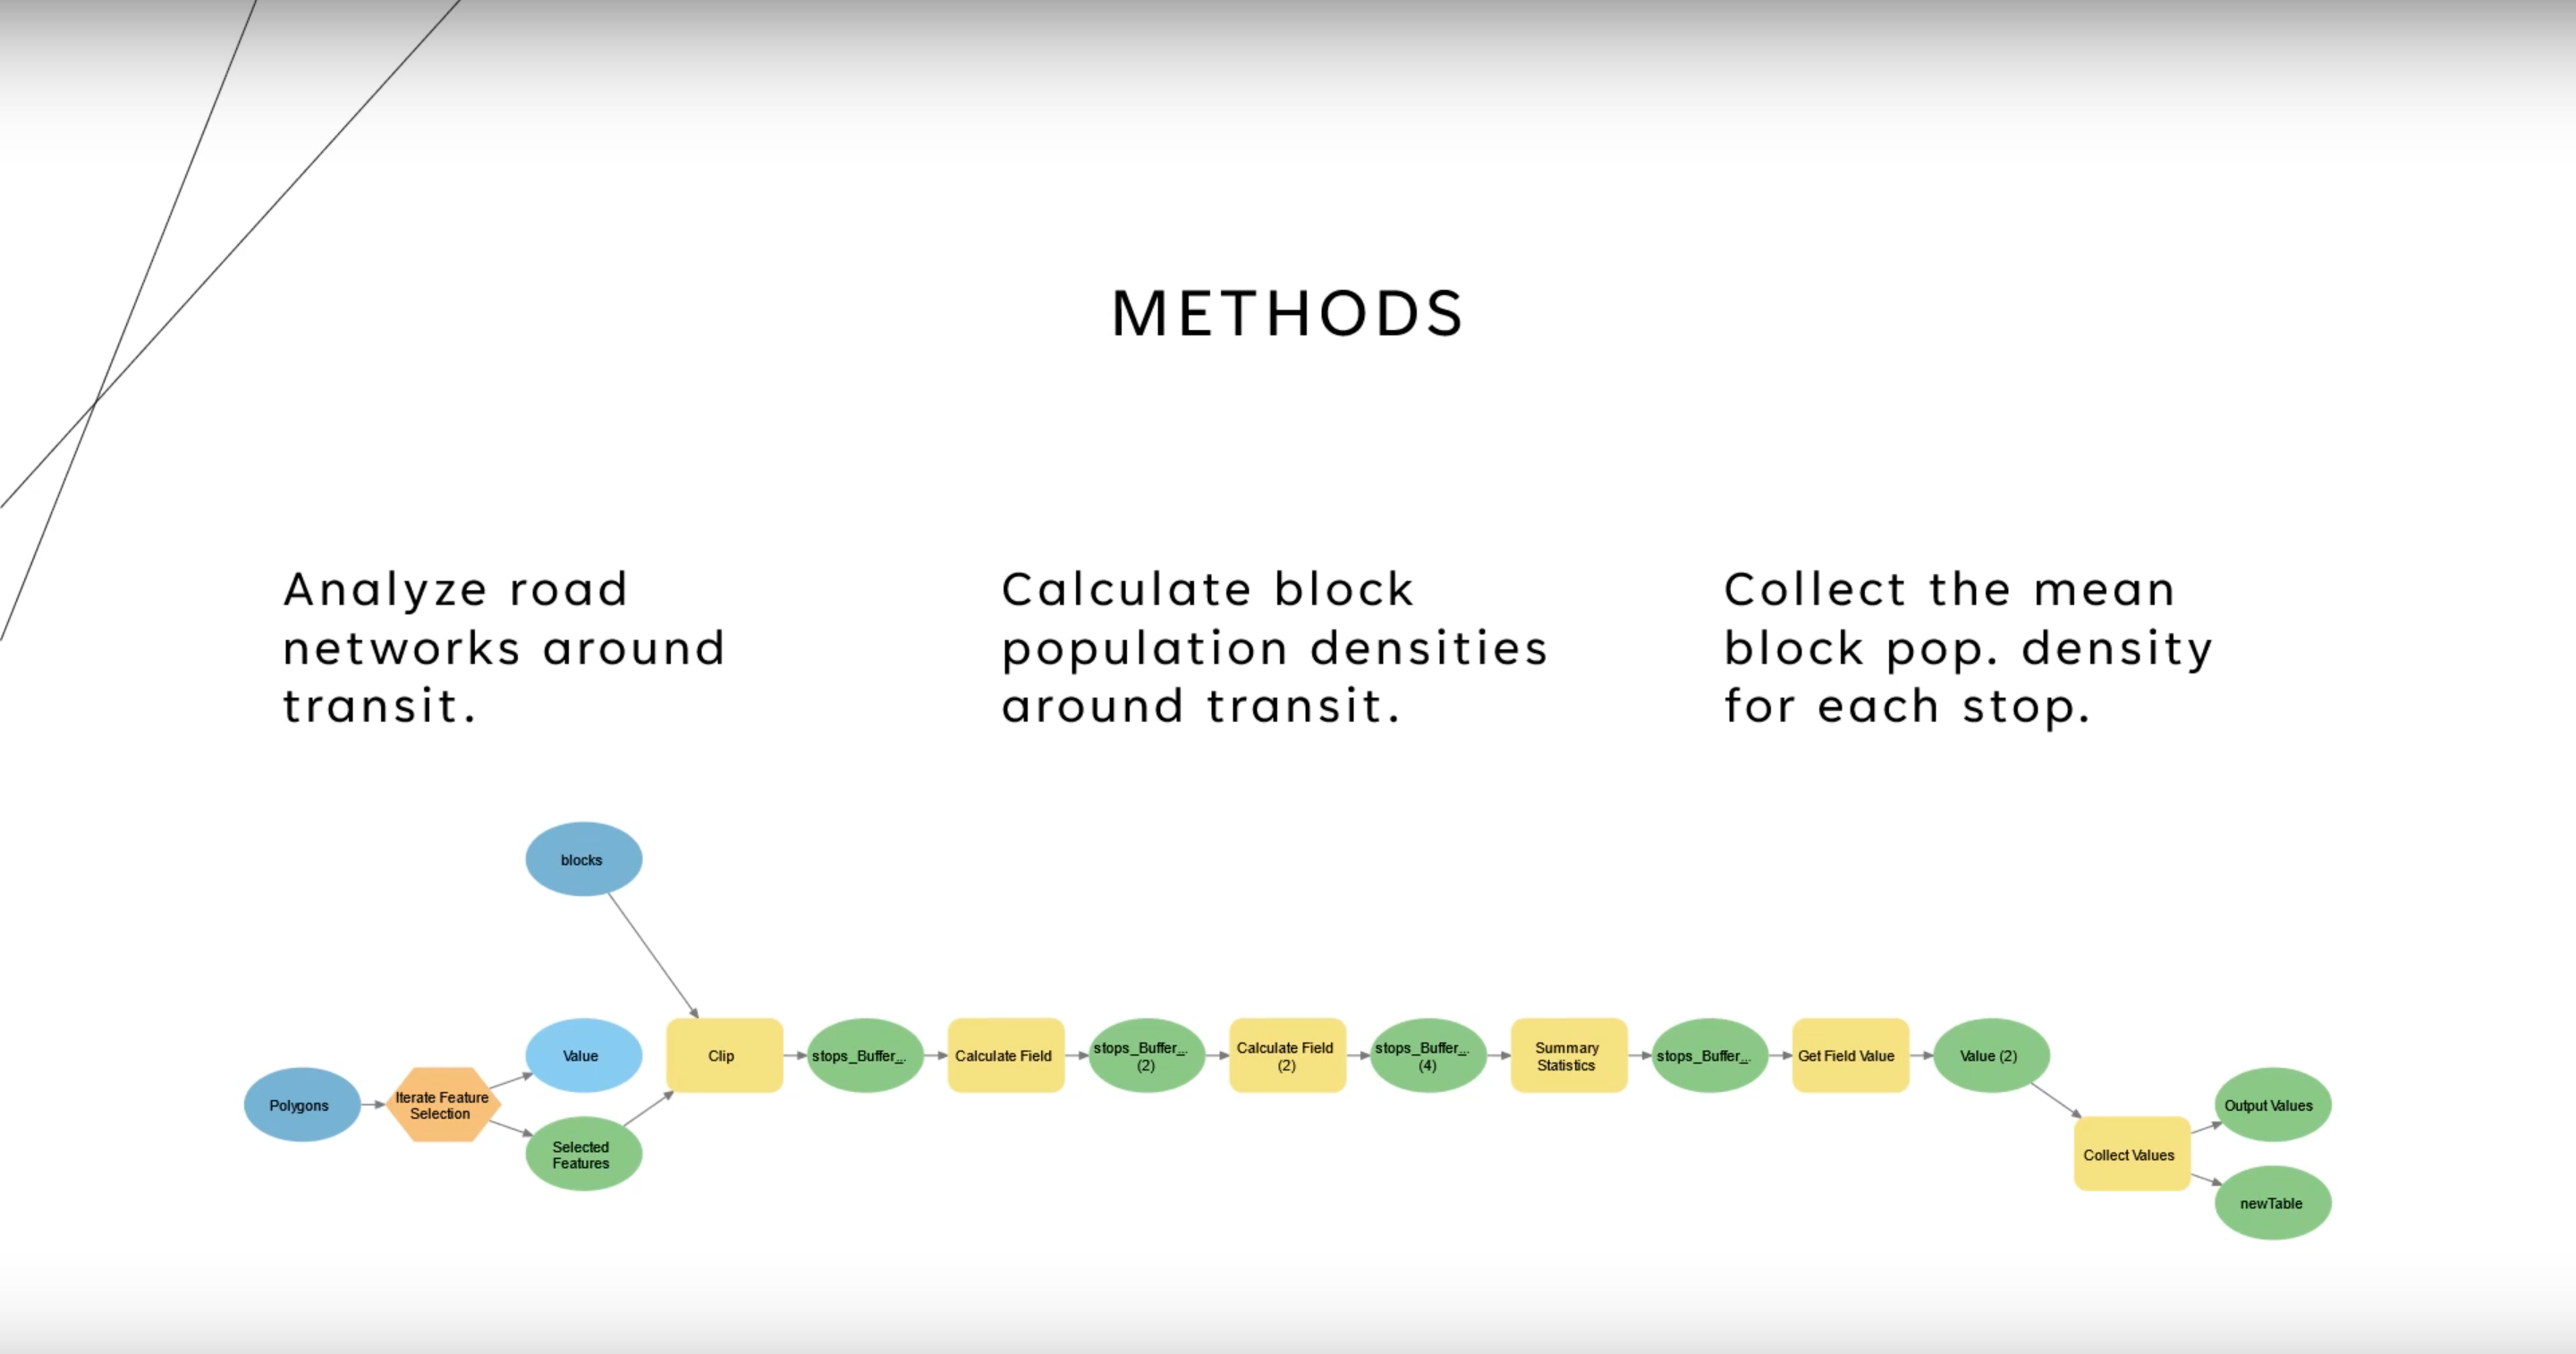 METHODS
Analyze road
networks around
transit.
Calculate block
population densities
around transit.
Collect the mean
block pop. density
for each stop.
blocks
Polygons
Iterate Feature
Selection
Value
Selected
Features
Clip
stops_Buffer_...
Calculate Field
stops_Buffer_...
(2)
Calculate Field
(2)
stops_Buffer_...
(4)
Summary
Statistics
stops_Buffer_...
Get Field Value
Value (2)
Collect Values
Output Values
newTable